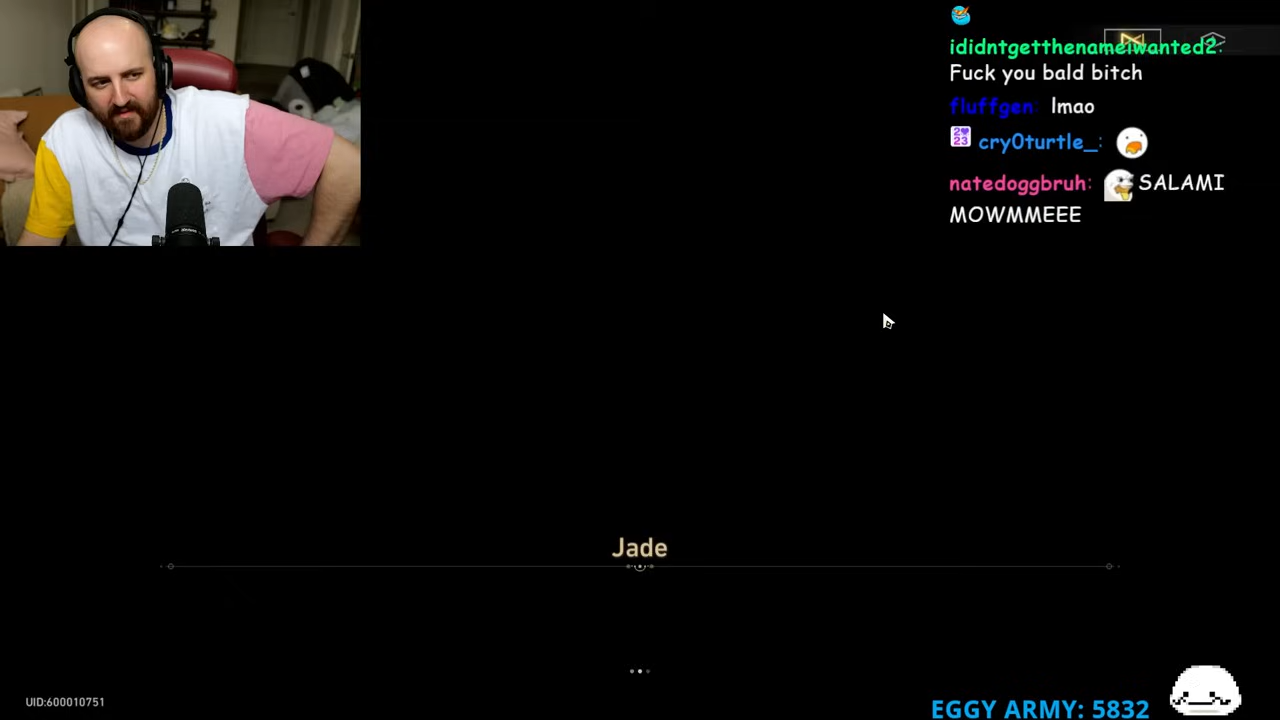 ididntgetthenameiwanted2:
Fuck you bald bitch
fluffgen: lmao
cry0turtle_:
natedoggbruh: SALAMI
MOWMMEEE
Jade
UID:600010751
EGGY ARMY: 5832